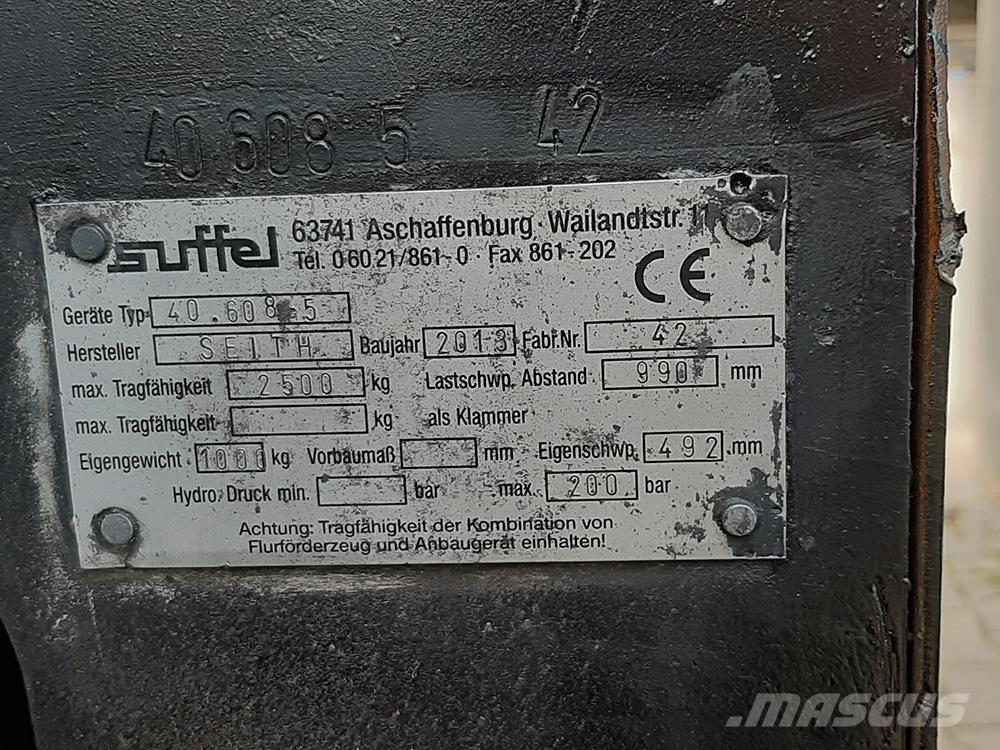 40 608 5 42
suffel 63741 Aschaffenburg · Wailandtstr. 11
Tel. 0 60 21/861-0 · Fax 861-202
CE
Geräte Typ 40.608.5
Hersteller SEITH Baujahr 2013 Fabr.Nr. 42
max. Tragfähigkeit 2500 kg Lastschwp. Abstand 990 mm
max. Tragfähigkeit kg als Klammer
Eigengewicht 1000 kg Vorbaumaß mm Eigenschwp. 492 mm
Hydro. Druck min. bar max. 200 bar
Achtung: Tragfähigkeit der Kombination von
Flurförderzeug und Anbaugerät einhalten!
MASCUS